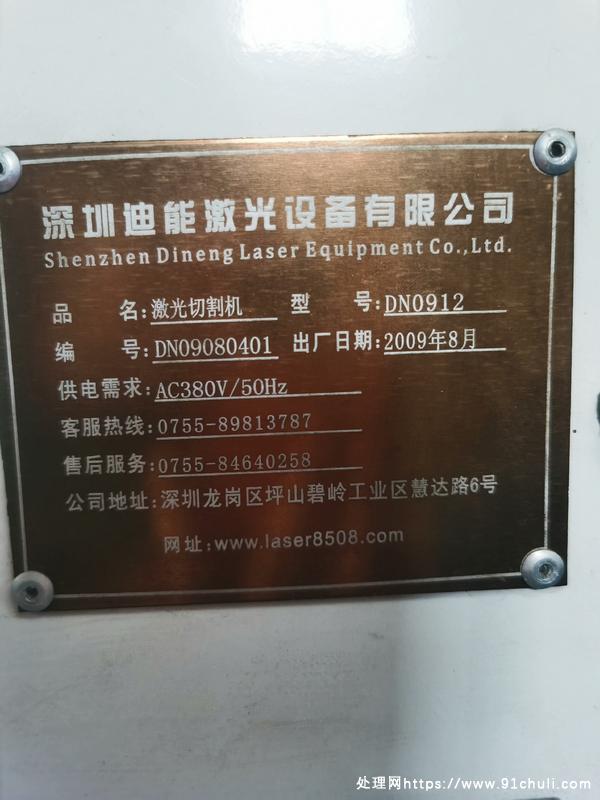 深圳迪能激光设备有限公司
Shenzhen Dineng Laser Equipment Co.,Ltd.
品 名:激光切割机 型 号:DN0912
编 号:DN09080401 出厂日期:2009年8月
供电需求:AC380V/50Hz
客服热线:0755-89813787
售后服务:0755-84640258
公司地址:深圳龙岗区坪山碧岭工业区慧达路6号
网址:www.laser8508.com
处理网https://www.91chuli.com